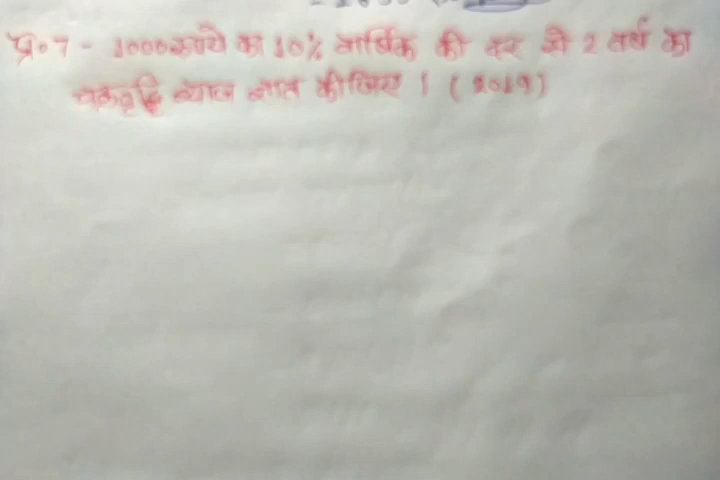 प्र०7 - 1000 रूपये का 10% वार्षिक की दर से 2 वर्ष का
चक्रवृद्धि ब्याज ज्ञात कीजिए । (2019)